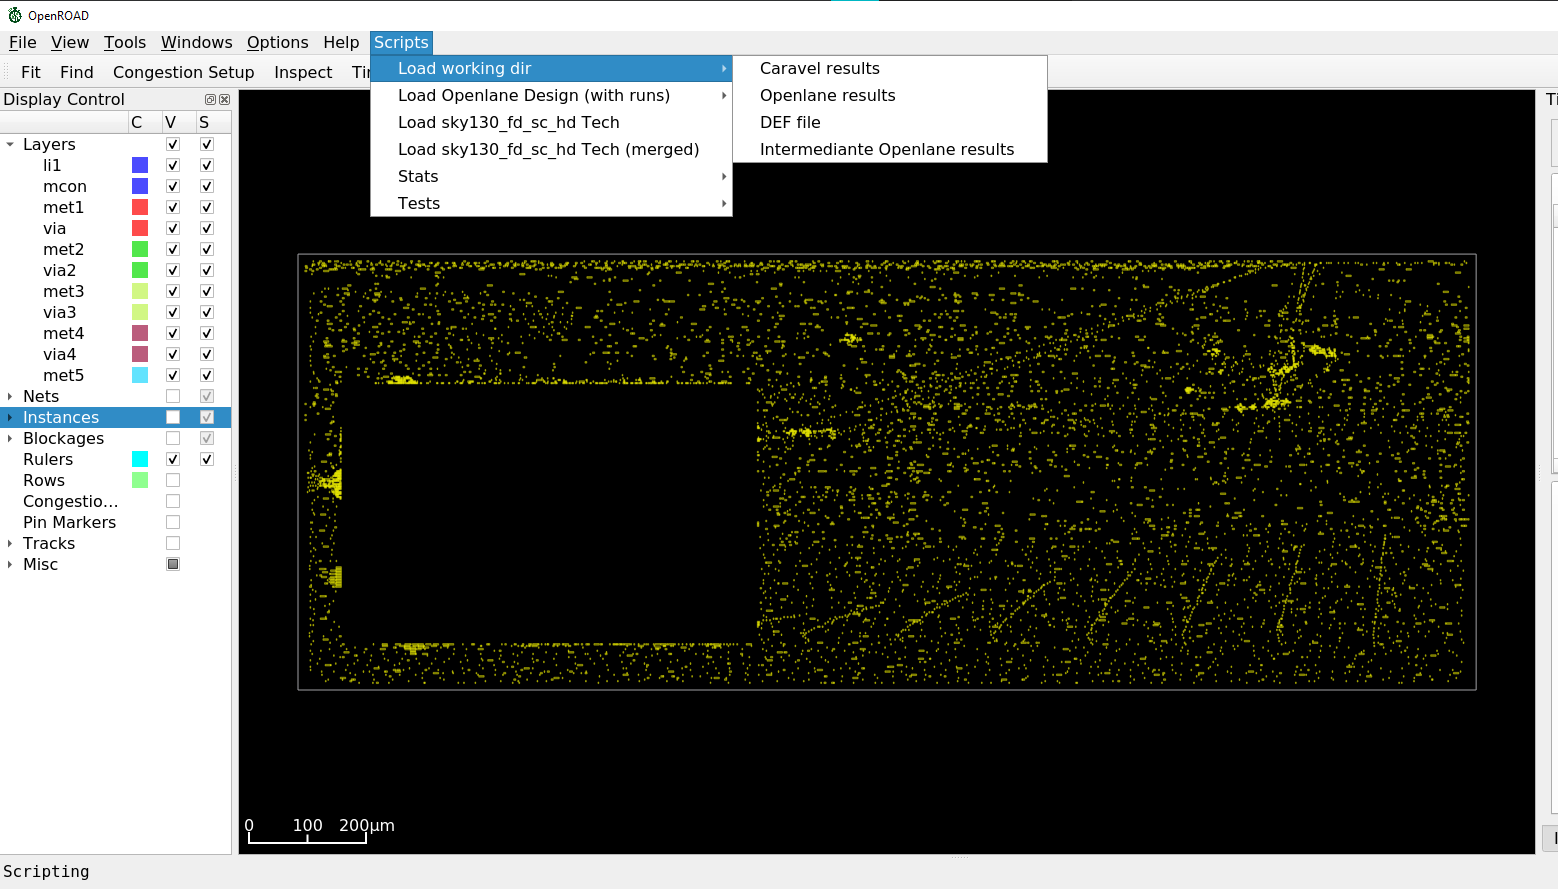 OpenROAD
File View Tools Windows Options Help Scripts
Fit Find Congestion Setup Inspect
Load working dir
Load Openlane Design (with runs)
Load sky130_fd_sc_hd Tech
Load sky130_fd_sc_hd Tech (merged)
Stats
Tests
Caravel results
Openlane results
DEF file
Intermediante Openlane results
Display Control
C V S
Layers
li1
mcon
met1
via
met2
via2
met3
via3
met4
via4
met5
Nets
Instances
Blockages
Rulers
Rows
Congestio...
Pin Markers
Tracks
Misc
0 100 200µm
Scripting